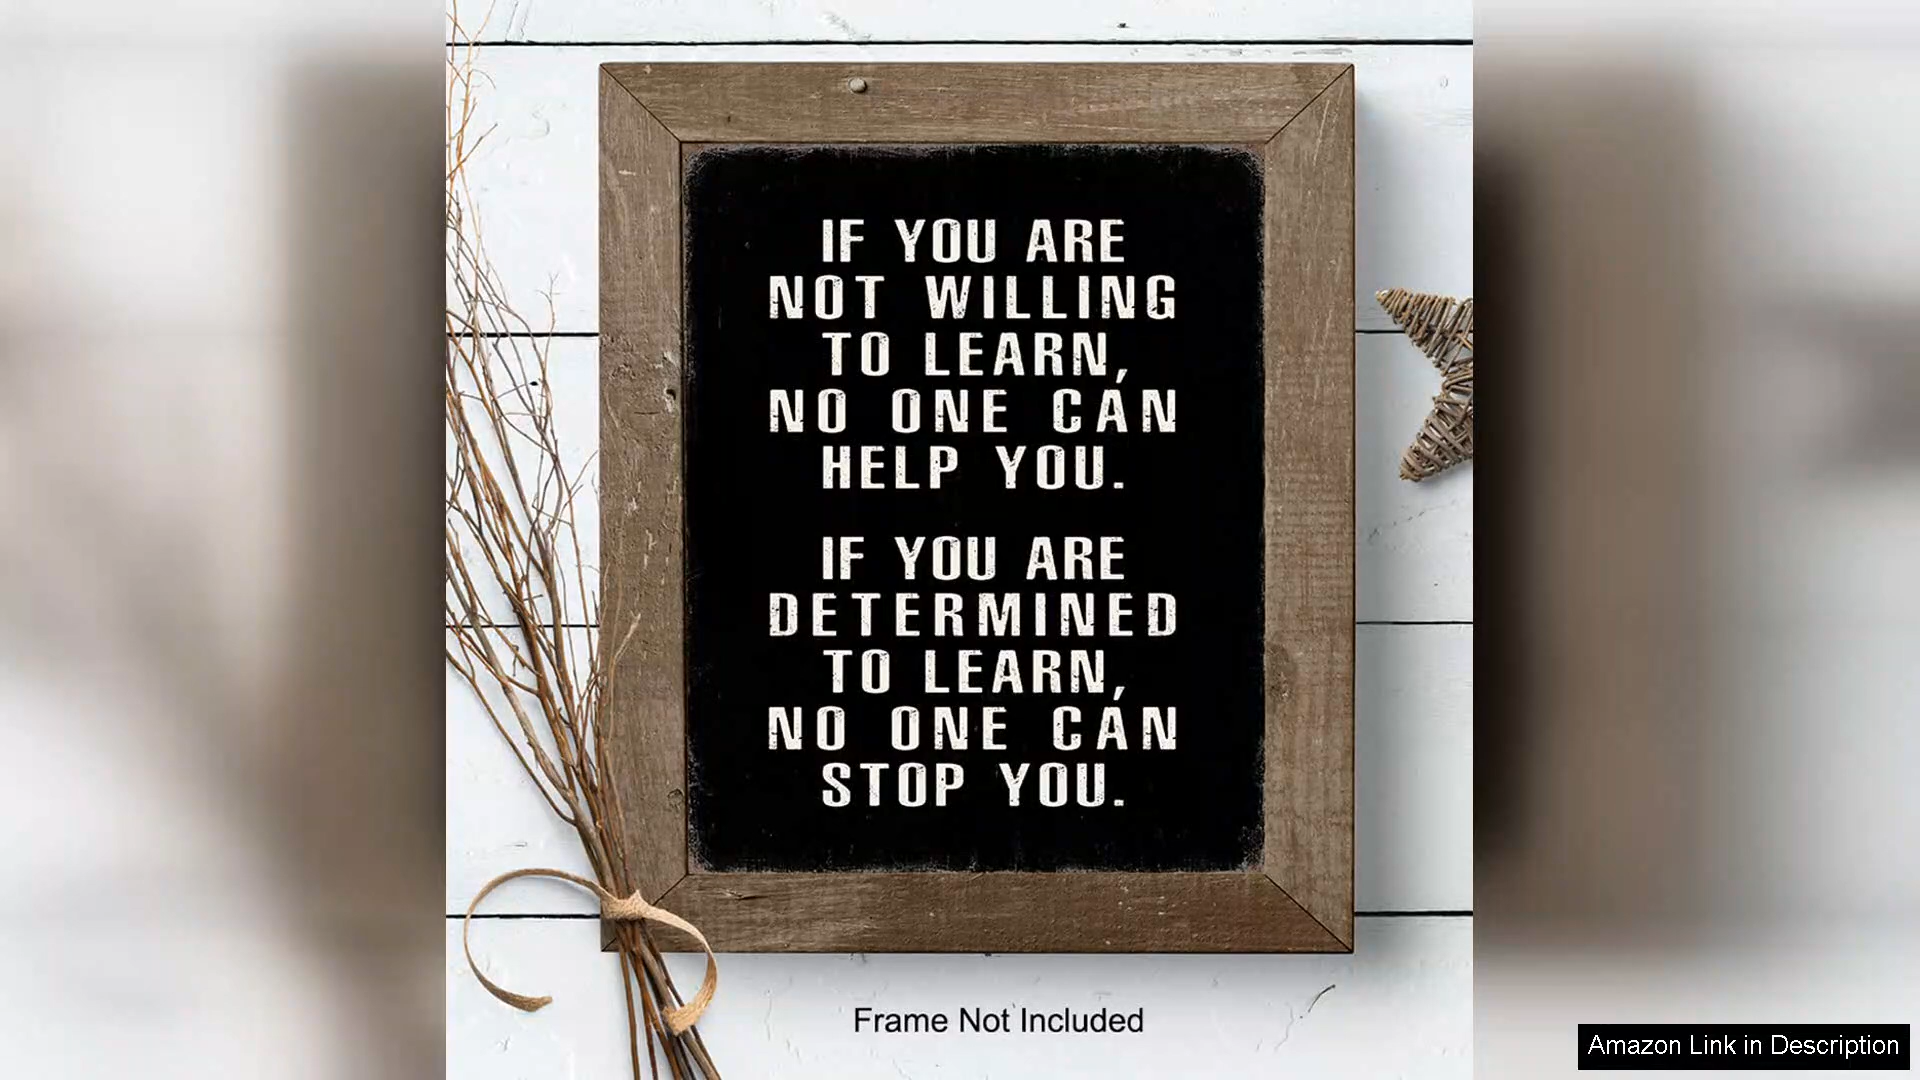 IF YOU ARE
NOT WILLING
TO LEARN,
NO ONE CAN
HELP YOU.
IF YOU ARE
DETERMINED
TO LEARN,
NO ONE CAN
STOP YOU.
Frame Not Included
Amazon Link in Description